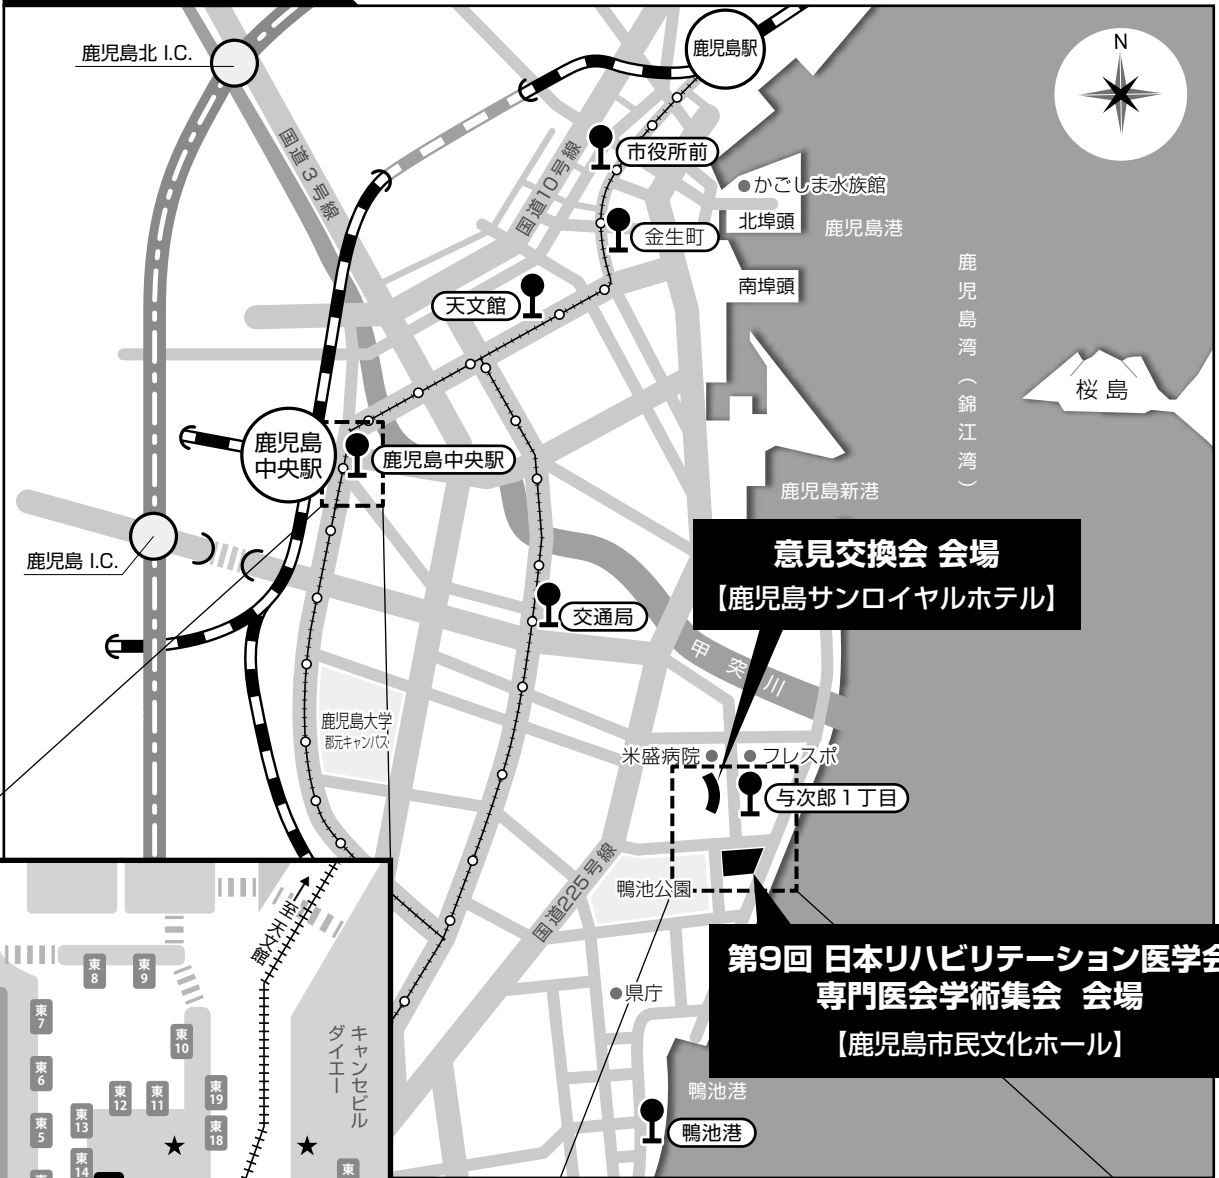 鹿児島北 I.C.
鹿児島駅
N
国道3号線
国道10号線
市役所前
かごしま水族館
北埠頭
鹿児島港
金生町
南埠頭
鹿児島湾（錦江湾）
天文館
桜島
鹿児島
中央駅
鹿児島中央駅
鹿児島新港
鹿児島 I.C.
意見交換会 会場
【鹿児島サンロイヤルホテル】
交通局
甲突川
鹿児島大学
郡元キャンパス
米盛病院
フレスポ
与次郎1丁目
国道225号線
鴨池公園
第9回 日本リハビリテーション医学会
専門医会学術集会 会場
【鹿児島市民文化ホール】
県庁
鴨池港
鴨池港
至天文館
東8
東9
東7
東10
キャンセビル
ダイエー
東6
東12
東11
東19
東5
東13
東18
東14
東